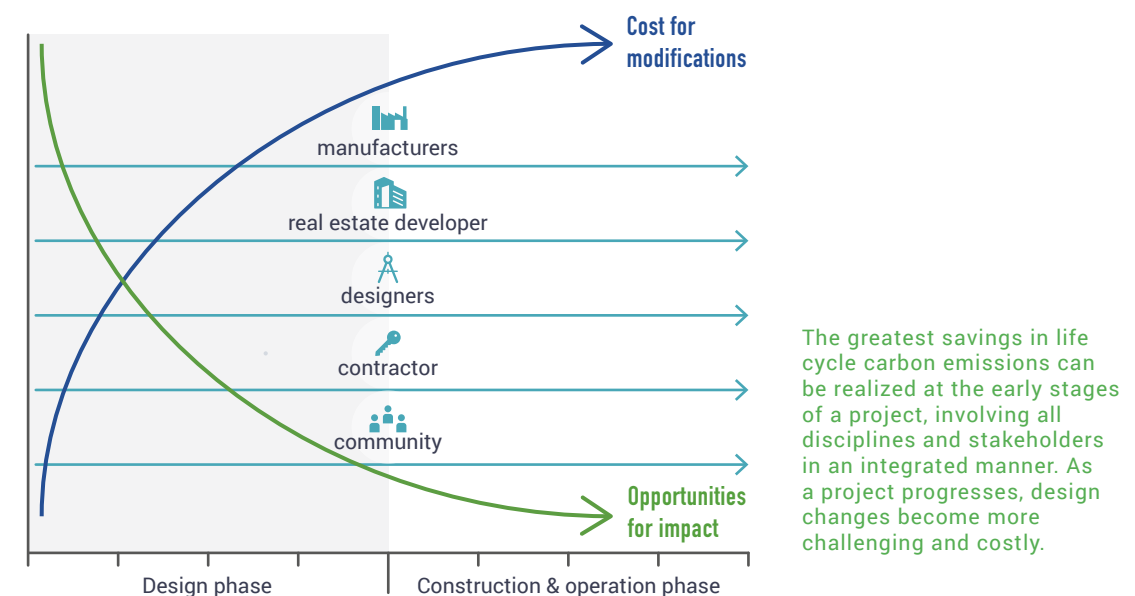 Cost for
modifications
manufacturers
real estate developer
designers
contractor
community
Opportunities
for impact
Design phase
Construction & operation phase
The greatest savings in life
cycle carbon emissions can
be realized at the early stages
of a project, involving all
disciplines and stakeholders
in an integrated manner. As
a project progresses, design
changes become more
challenging and costly.